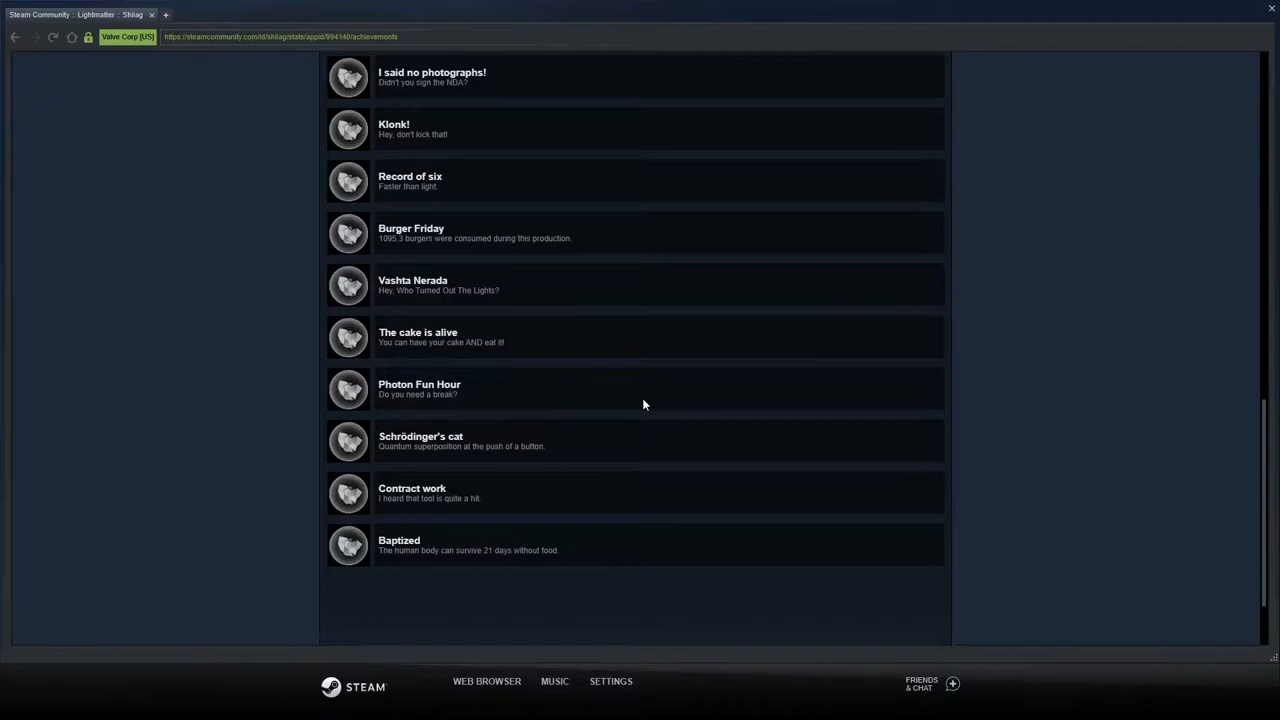 Steam Community :: Lightmatter :: Shilag
Valve Corp [US]
https://steamcommunity.com/id/shilag/stats/appid/994140/achievements
I said no photographs!
Didn't you sign the NDA?
Klonk!
Hey, don't kick that!
Record of six
Faster than light.
Burger Friday
1095.3 burgers were consumed during this production.
Vashta Nerada
Hey, Who Turned Out The Lights?
The cake is alive
You can have your cake AND eat it!
Photon Fun Hour
Do you need a break?
Schrödinger's cat
Quantum superposition at the push of a button.
Contract work
I heard that tool is quite a hit.
Baptized
The human body can survive 21 days without food.
STEAM
WEB BROWSER
MUSIC
SETTINGS
FRIENDS
& CHAT